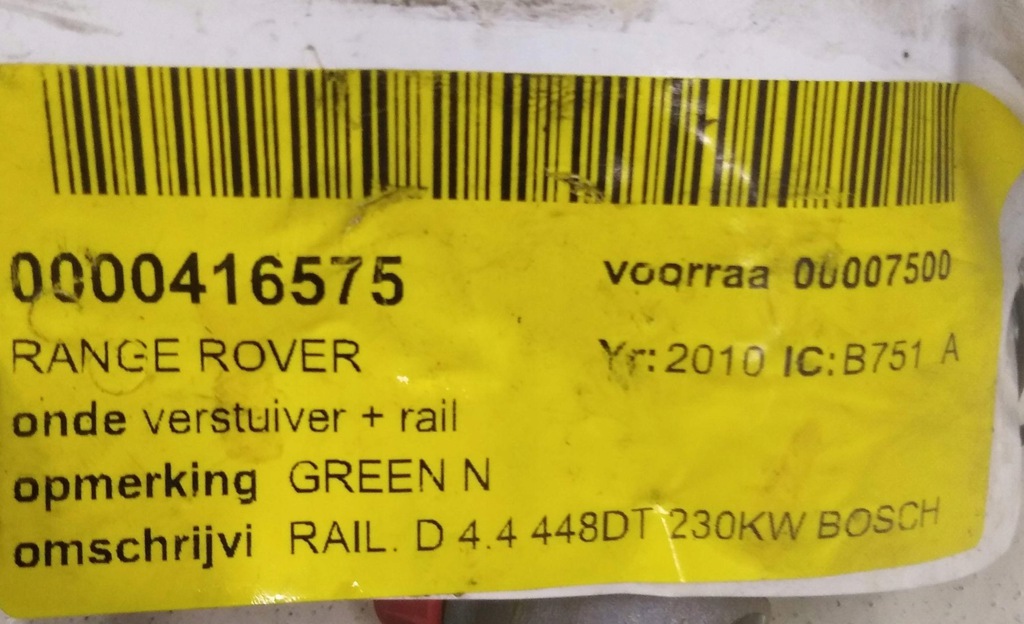 0000416575 voorraa 00007500
RANGE ROVER Yr: 2010 IC: B751 A
onde verstuiver + rail
opmerking GREEN N
omschrijvi RAIL. D 4.4 448DT 230KW BOSCH